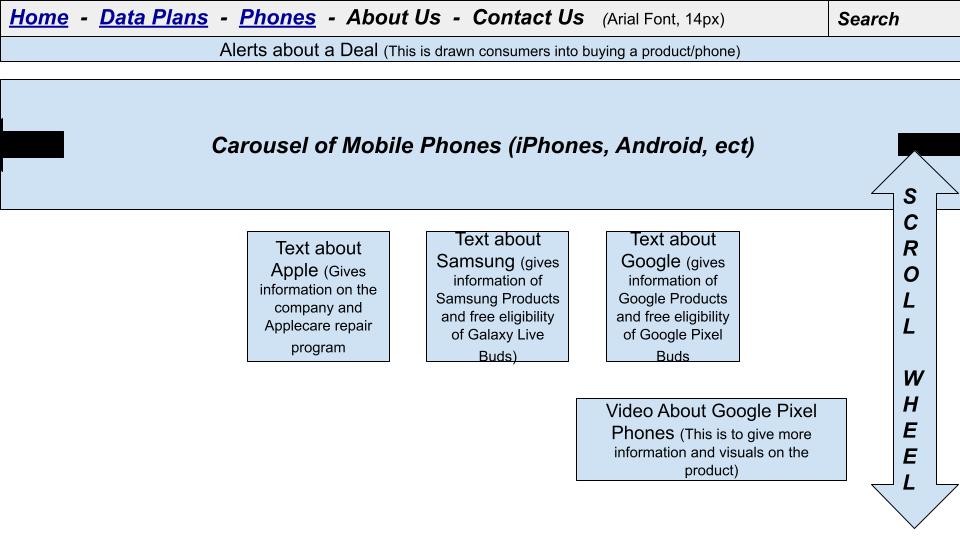 Home - Data Plans - Phones - About Us - Contact Us (Arial Font, 14px)
Search
Alerts about a Deal (This is drawn consumers into buying a product/phone)
Carousel of Mobile Phones (iPhones, Android, ect)
Text about
Apple (Gives
information on the
company and
Applecare repair
program
Text about
Samsung (gives
information of
Samsung Products
and free eligibility
of Galaxy Live
Buds)
Text about
Google (gives
information of
Google Products
and free eligibility
of Google Pixel
Buds
Video About Google Pixel
Phones (This is to give more
information and visuals on the
product)
S
C
R
O
L
L
W
H
E
E
L